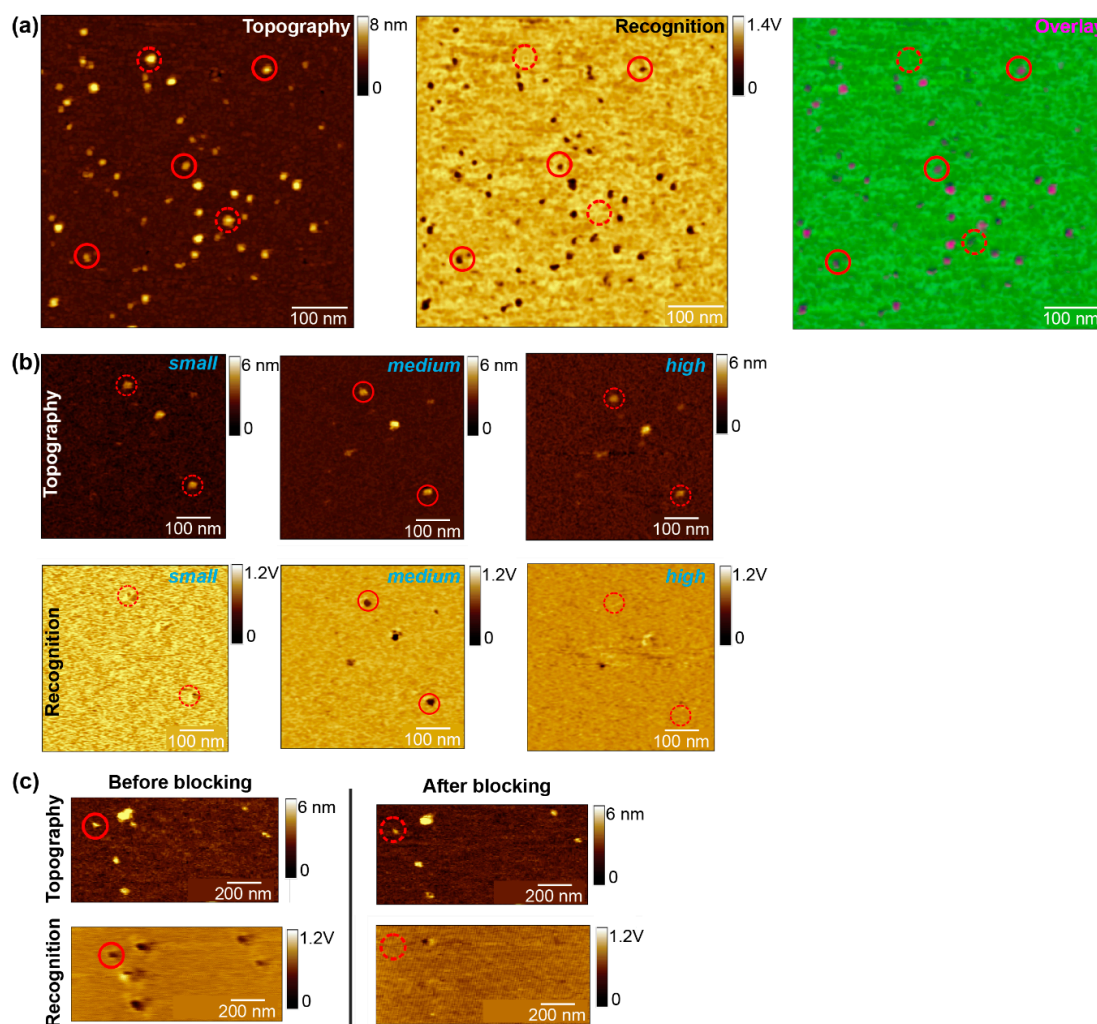 (a)
Topography
8 nm
0
100 nm
Recognition
1.4V
0
100 nm
Overlay
100 nm
(b)
Topography
small
6 nm
0
100 nm
medium
6 nm
0
100 nm
high
6 nm
0
100 nm
Recognition
small
1.2V
0
100 nm
medium
1.2V
0
100 nm
high
1.2V
0
100 nm
(c)
Before blocking
After blocking
Topography
6 nm
0
200 nm
6 nm
0
200 nm
Recognition
1.2V
0
200 nm
1.2V
0
200 nm